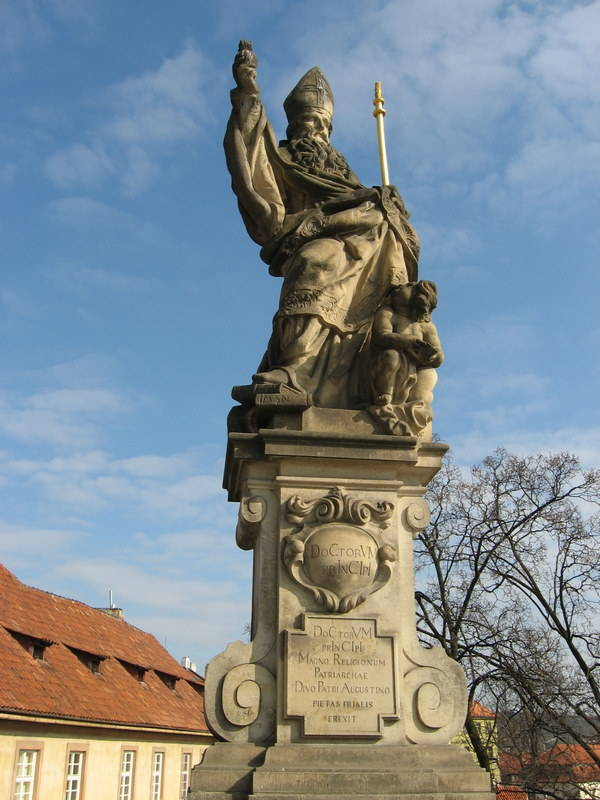 DoCtorVM
prInCIpI
DoCtorVM
prInCIpI
Magno Religionum
Patriarchae
Divo Patri Augustino
pietas filialis
erexit